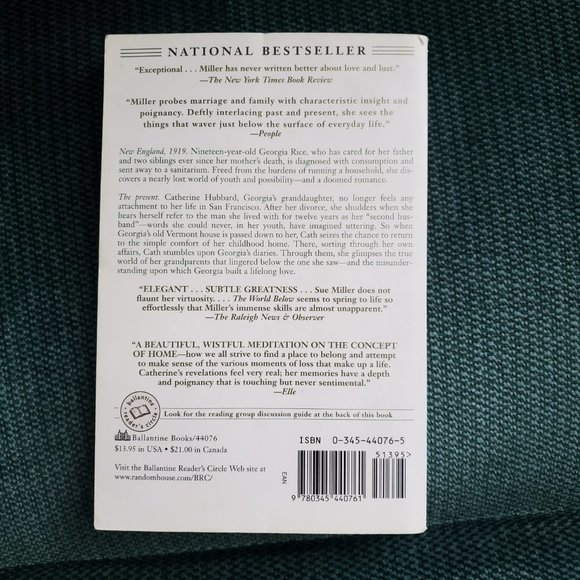 NATIONAL BESTSELLER
“Exceptional . . . Miller has never written better about love and lust.”
—The New York Times Book Review
“Miller probes marriage and family with characteristic insight and
poignancy. Deftly interlacing past and present, she sees the
things that waver just below the surface of everyday life.”
—People
New England, 1919. Nineteen-year-old Georgia Rice, who has cared for her father
and two siblings ever since her mother’s death, is diagnosed with consumption and
sent away to a sanitarium. Freed from the burdens of running a household, she dis-
covers a nearly lost world of youth and possibility—and a doomed romance.
The present. Catherine Hubbard, Georgia’s granddaughter, no longer feels any
attachment to her life in San Francisco. After her divorce, she shudders when she
hears herself refer to the man she lived with for twelve years as her “second hus-
band”—words she could never, in her youth, have imagined uttering. So when
Georgia’s old Vermont house is passed down to her, Cath seizes the chance to return
to the simple comfort of her childhood home. There, sorting through her own
affairs, Cath stumbles upon Georgia’s diaries. Through them, she glimpses the true
world of her grandparents that lingered below the one she saw—and the misunder-
standing upon which Georgia built a lifelong love.
“ELEGANT . . . SUBTLE GREATNESS . . . Sue Miller does not
flaunt her virtuosity. . . . The World Below seems to spring to life so
effortlessly that Miller’s immense skills are almost unapparent.”
—The Raleigh News & Observer
“A BEAUTIFUL, WISTFUL MEDITATION ON THE CONCEPT
OF HOME—how we all strive to find a place to belong and attempt
to make sense of the various moments of loss that make up a life.
Catherine’s revelations feel very real; her memories have a depth
and poignancy that is touching but never sentimental.”
—Elle
ballantine
reader's circle
Look for the reading group discussion guide at the back of this book
Ballantine Books/44076
$13.95 in USA • $21.00 in Canada
Visit the Ballantine Reader’s Circle Web site at
www.randomhouse.com/BRC/
ISBN 0-345-44076-5
51395>
EAN
9 780345 440761